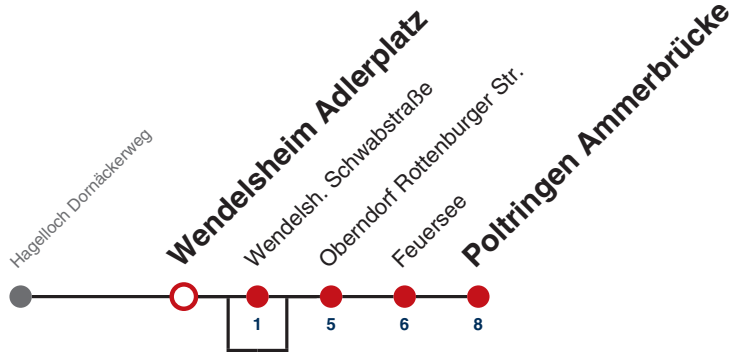 Hagelloch Dornäckerweg
Wendelsheim Adlerplatz
Wendelsh. Schwabstraße
Oberndorf Rottenburger Str.
Feuersee
Poltringen Ammerbrücke
1
5
6
8